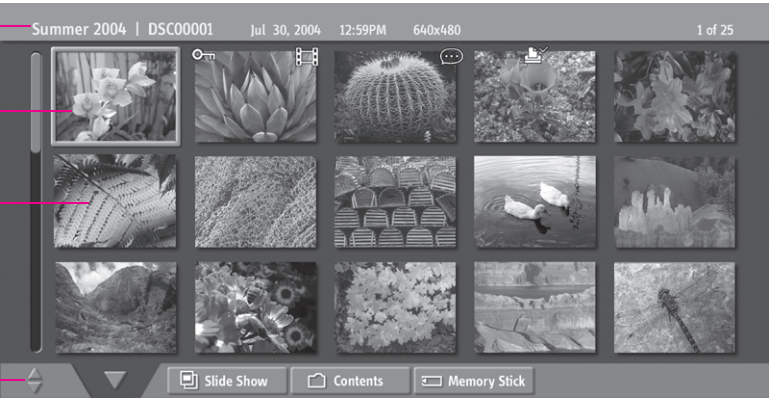 Summer 2004 | DSC00001 Jul 30, 2004 12:59PM 640x480 1 of 25
Slide Show Contents Memory Stick